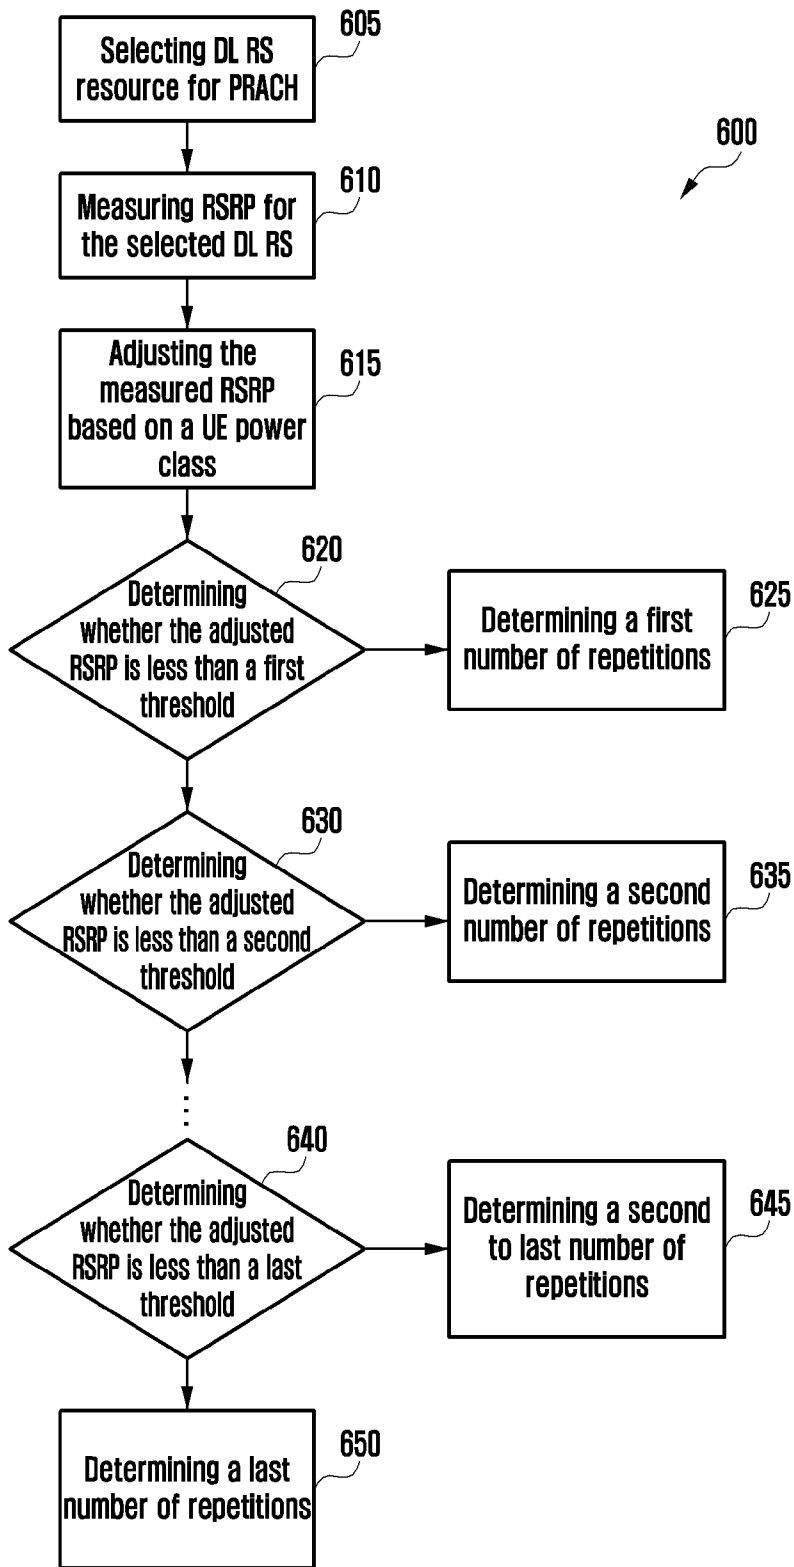 605
Selecting DL RS
resource for PRACH
600
610
Measuring RSRP for
the selected DL RS
615
Adjusting the
measured RSRP
based on a UE power
class
620
Determining
whether the adjusted
RSRP is less than a first
threshold
625
Determining a first
number of repetitions
630
Determining
whether the adjusted
RSRP is less than a second
threshold
635
Determining a second
number of repetitions
640
Determining
whether the adjusted
RSRP is less than a last
threshold
645
Determining a second
to last number of
repetitions
650
Determining a last
number of repetitions